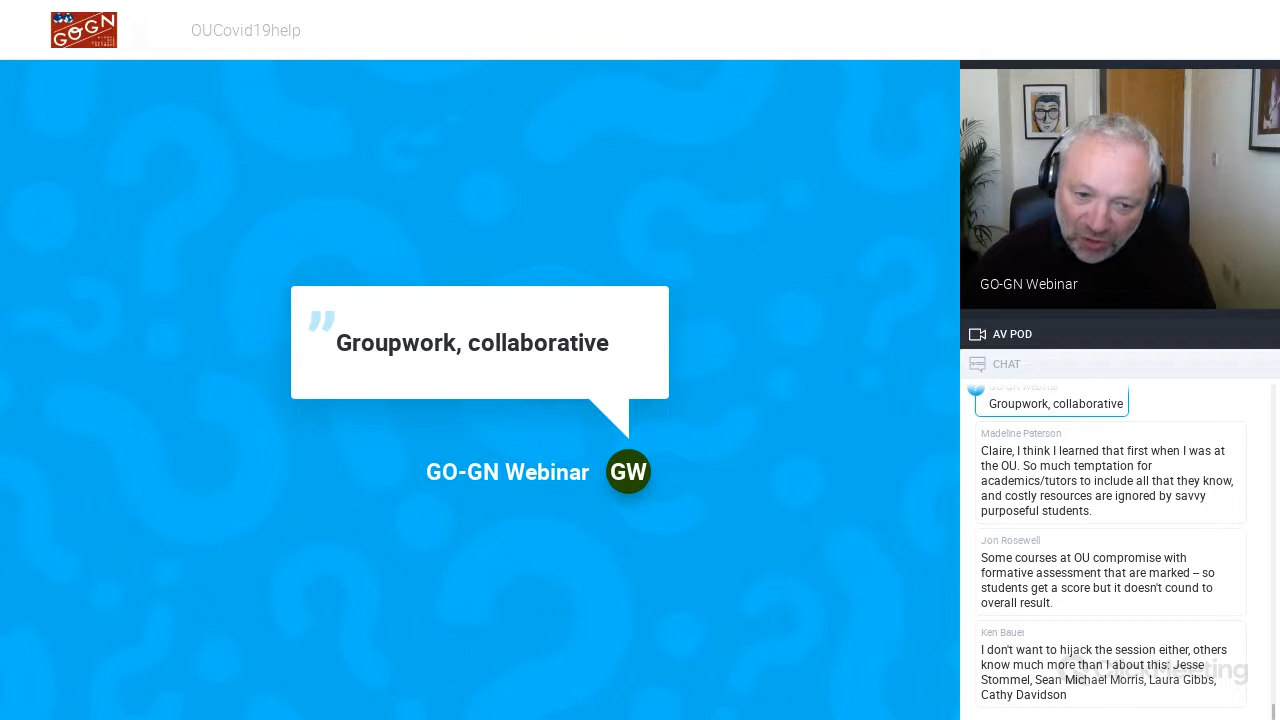 GO-GN
OUCovid19help
Groupwork, collaborative
GO-GN Webinar
GW
GO-GN Webinar
AV POD
CHAT
GO-GN Webinar
Groupwork, collaborative
Madeline Paterson
Claire, I think I learned that first when I was at
the OU. So much temptation for
academics/tutors to include all that they know,
and costly resources are ignored by savvy
purposeful students.
Jon Rosewell
Some courses at OU compromise with
formative assessment that are marked – so
students get a score but it doesn't cound to
overall result.
Ken Bauer
I don't want to hijack the session either, others
know much more than I about this: Jesse
Stommel, Sean Michael Morris, Laura Gibbs,
Cathy Davidson
ClickMeeting